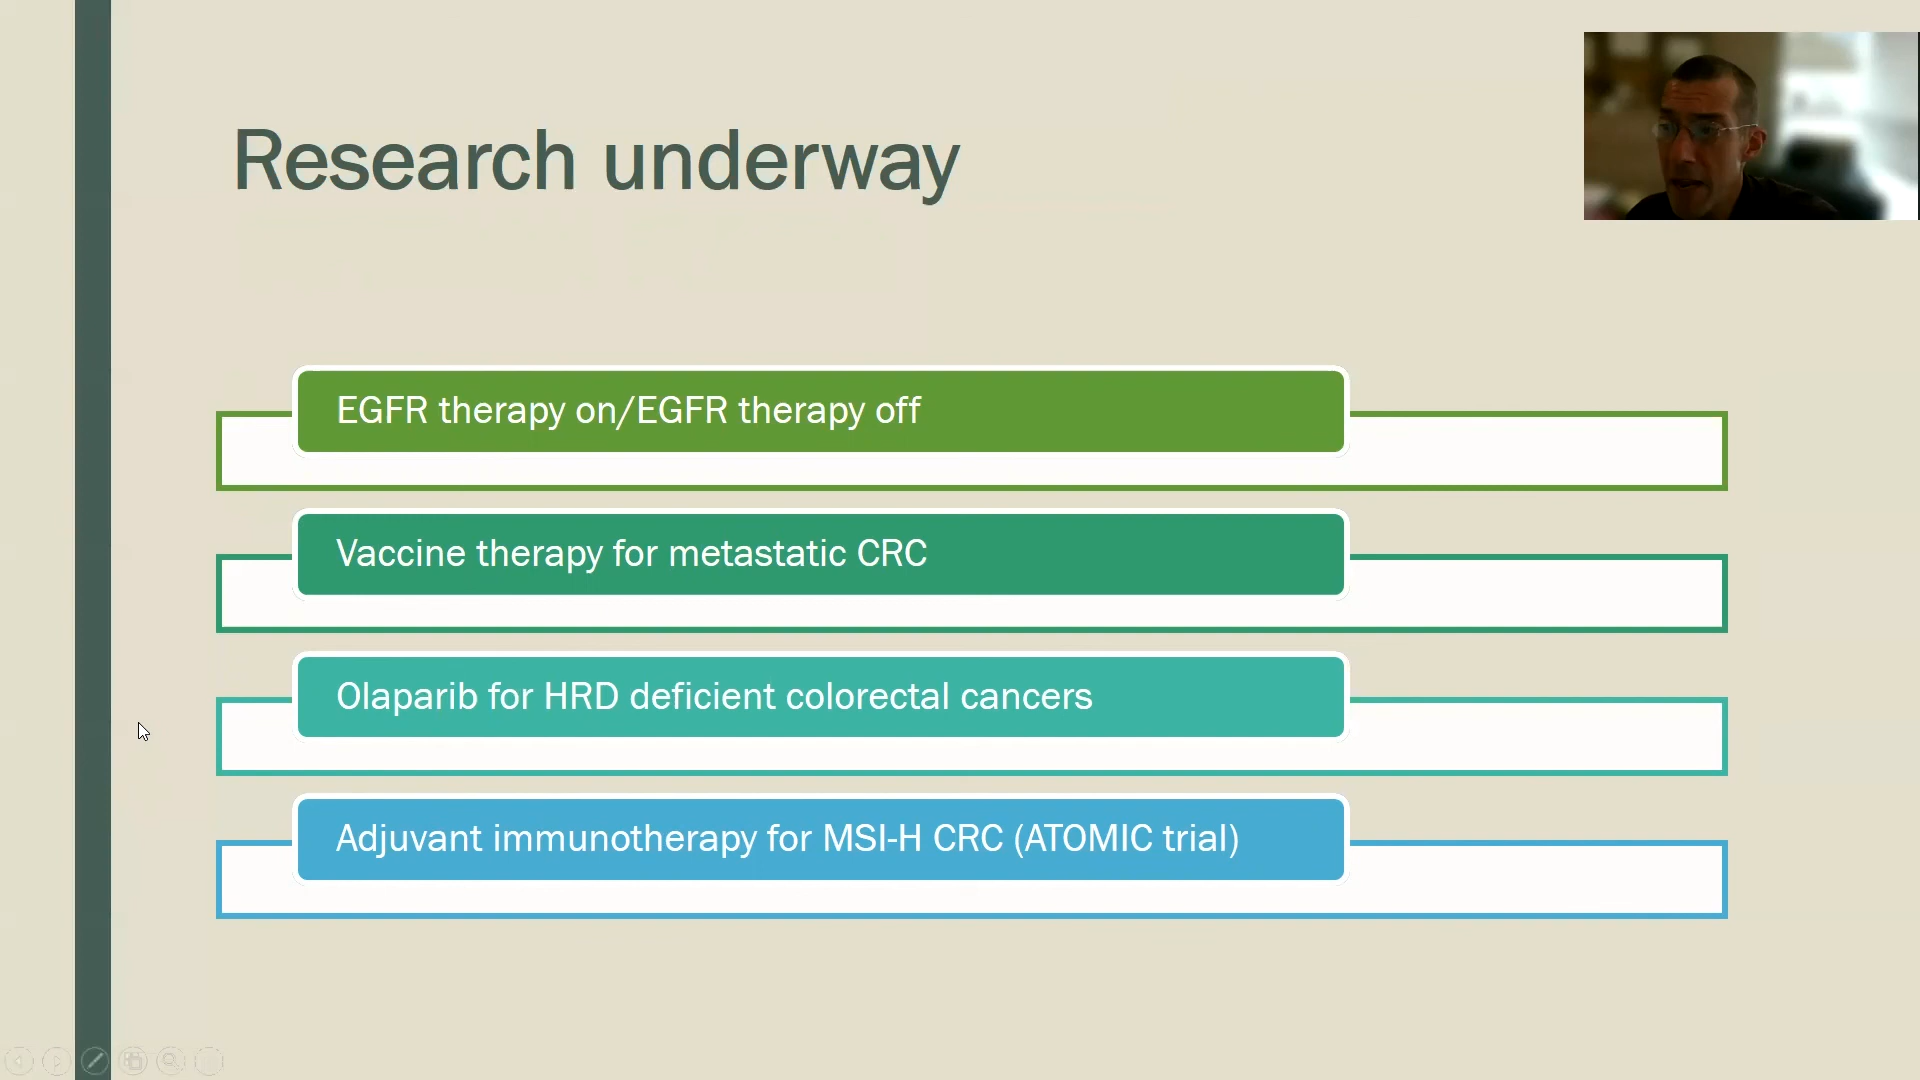 Research underway
EGFR therapy on/EGFR therapy off
Vaccine therapy for metastatic CRC
Olaparib for HRD deficient colorectal cancers
Adjuvant immunotherapy for MSI-H CRC (ATOMIC trial)